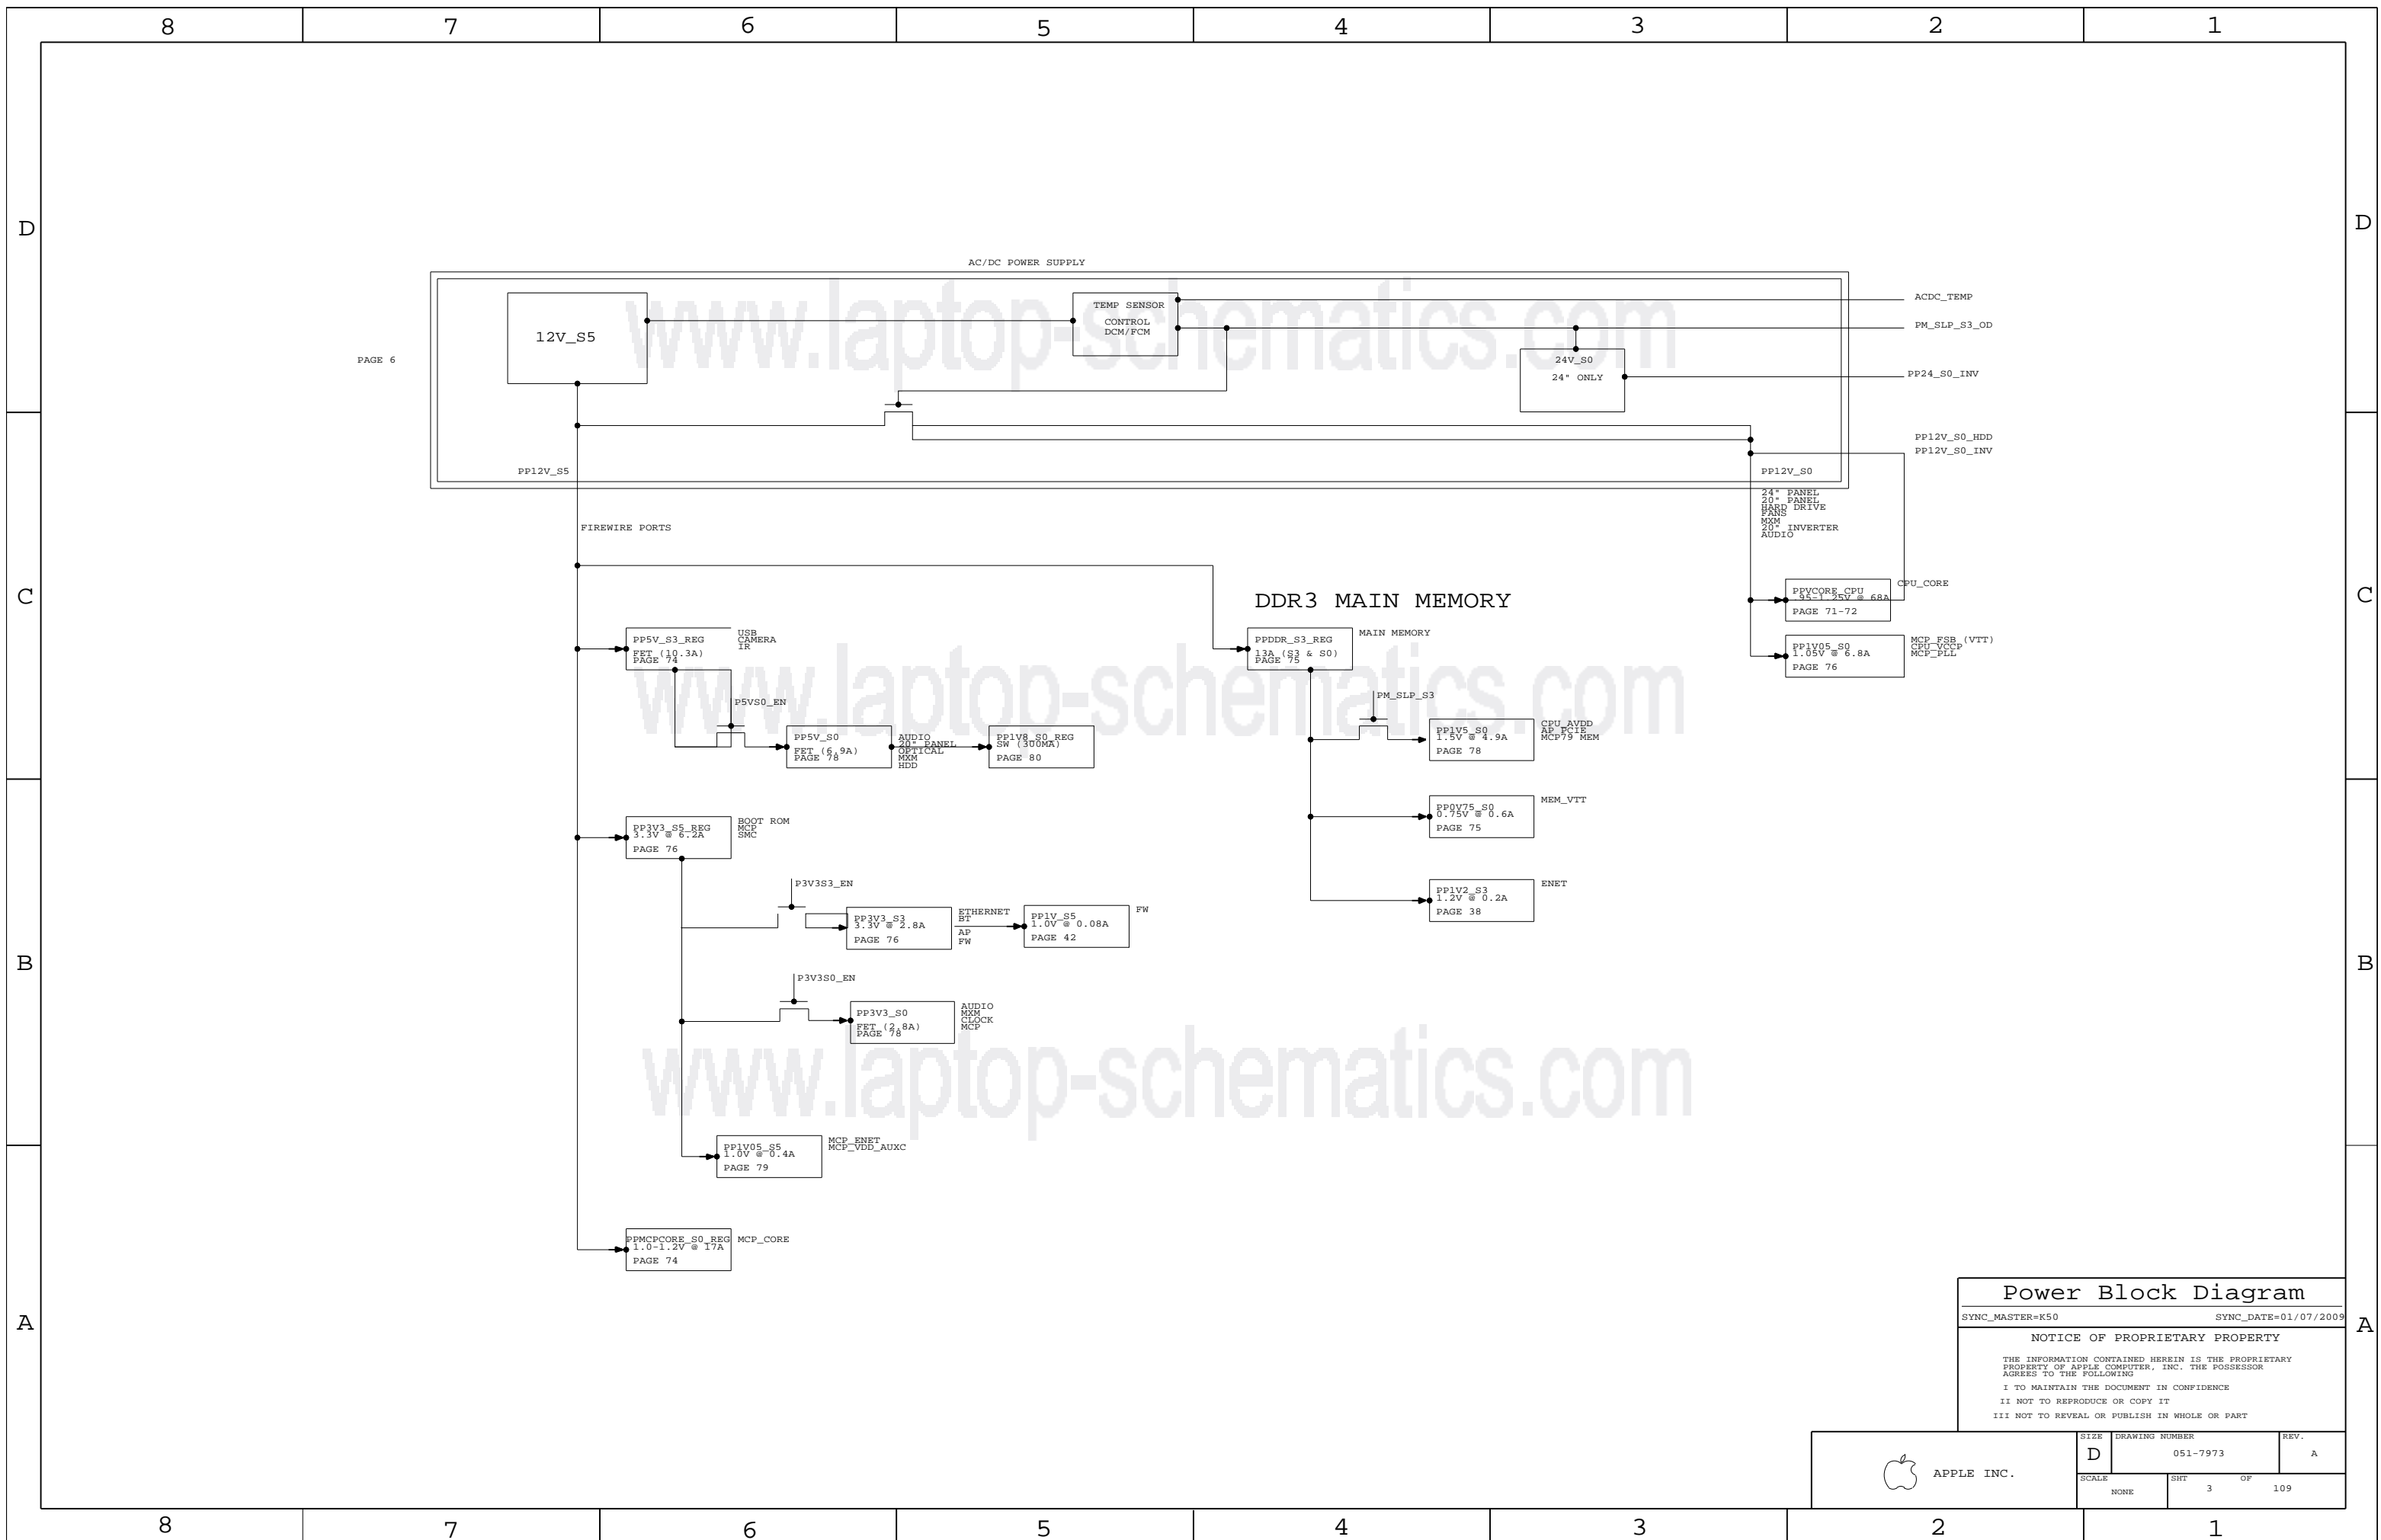 8 7 6 5 4 3 2 1
D D
AC/DC POWER SUPPLY
12V_S5
TEMP SENSOR
CONTROL
DCM/FCM
ACDC_TEMP
PM_SLP_S3_OD
24V_S0
24" ONLY
PP24_S0_INV
PAGE 6
PP12V_S0_HDD
PP12V_S0_INV
PP12V_S5
PP12V_S0
24" PANEL
20" PANEL
HARD DRIVE
FANS
MXM
20" INVERTER
AUDIO
FIREWIRE PORTS
www.laptop-schematics.com
C C
DDR3 MAIN MEMORY
PPVCORE_CPU
.95-1.25V @ 68A
PAGE 71-72
CPU_CORE
PP5V_S3_REG
FET (10.3A)
PAGE 74
USB
CAMERA
IR
PPDDR_S3_REG
13A (S3 & S0)
PAGE 75
MAIN MEMORY
PP1V05_S0
1.05V @ 6.8A
PAGE 76
MCP_FSB (VTT)
CPU_VCCP
MCP_PLL
www.laptop-schematics.com
P5VS0_EN
PM_SLP_S3
PP5V_S0
FET (6.9A)
PAGE 78
AUDIO
20" PANEL
OPTICAL
MXM
HDD
PP1V8_S0_REG
SW (300MA)
PAGE 80
PP1V5_S0
1.5V @ 4.9A
PAGE 78
CPU_AVDD
AP_PCIE
MCP79 MEM
PP0V75_S0
0.75V @ 0.6A
PAGE 75
MEM_VTT
PP3V3_S5_REG
3.3V @ 6.2A
PAGE 76
BOOT ROM
MCP
SMC
P3V3S3_EN
PP1V2_S3
1.2V @ 0.2A
PAGE 38
ENET
PP3V3_S3
3.3V @ 2.8A
PAGE 76
ETHERNET
BT
AP
FW
PP1V_S5
1.0V @ 0.08A
PAGE 42
FW
B B
P3V3S0_EN
PP3V3_S0
FET (2.8A)
PAGE 78
AUDIO
MXM
CLOCK
MCP
www.laptop-schematics.com
PP1V05_S5
1.0V @ 0.4A
PAGE 79
MCP_ENET
MCP_VDD_AUXC
PPMCPCORE_S0_REG
1.0-1.2V @ 17A
PAGE 74
MCP_CORE
A A
Power Block Diagram
SYNC_MASTER=K50 SYNC_DATE=01/07/2009
NOTICE OF PROPRIETARY PROPERTY
THE INFORMATION CONTAINED HEREIN IS THE PROPRIETARY
PROPERTY OF APPLE COMPUTER, INC. THE POSSESSOR
AGREES TO THE FOLLOWING
I TO MAINTAIN THE DOCUMENT IN CONFIDENCE
II NOT TO REPRODUCE OR COPY IT
III NOT TO REVEAL OR PUBLISH IN WHOLE OR PART
APPLE INC.
SIZE DRAWING NUMBER REV.
D 051-7973 A
SCALE SHT OF
NONE 3 109
8 7 6 5 4 3 2 1